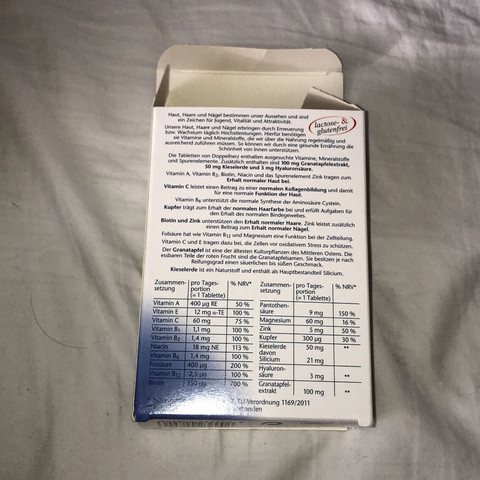 Haut, Haare und Nägel bestimmen unser Aussehen und sind
ein Zeichen für Jugend, Vitalität und Attraktivität.
lactose- &
glutenfrei
Unsere Haut, Haare und Nägel erbringen durch Erneuerung
bzw. Wachstum täglich Höchstleistungen. Hierfür benötigen
sie Vitamine und Mineralstoffe, die wir über die Nahrung regelmäßig und
ausreichend zuführen müssen. So können wir durch eine gesunde Ernährung die
Schönheit von Innen unterstützen.
Die Tabletten von Doppelherz enthalten ausgesuchte Vitamine, Mineralstoffe
und Spurenelemente. Zusätzlich enthalten sind 100 mg Granatapfelextrakt,
50 mg Kieselerde und 3 mg Hyaluronsäure.
Vitamin A, Vitamin B2, Biotin, Niacin und das Spurenelement Zink tragen zum
Erhalt normaler Haut bei.
Vitamin C leistet einen Beitrag zu einer normalen Kollagenbildung und damit
für eine normale Funktion der Haut.
Vitamin B6 unterstützt die normale Synthese der Aminosäure Cystein.
Kupfer trägt zum Erhalt der normalen Haarfarbe bei und erfüllt Aufgaben für
den Erhalt des normalen Bindegewebes.
Biotin und Zink unterstützen den Erhalt normaler Haare. Zink leistet zusätzlich
einen Beitrag zum Erhalt normaler Nägel.
Folsäure hat wie Vitamin B12 und Magnesium eine Funktion bei der Zellteilung.
Vitamin C und E tragen dazu bei, die Zellen vor oxidativem Stress zu schützen.
Der Granatapfel ist eine der ältesten Kulturpflanzen des Mittleren Ostens. Die
essbaren Teile der roten Frucht sind die Granatapfelsamen. Sie besitzen je nach
Reifungsgrad einen säuerlichen bis süßen Geschmack.
Kieselerde ist ein Naturstoff und enthält als Hauptbestandteil Silicium.
Zusammen-setzung pro Tages-portion (= 1 Tablette) % NRV*
Vitamin A 400 µg RE 50 %
Vitamin E 12 mg α-TE 100 %
Vitamin C 60 mg 75 %
Vitamin B1 1,1 mg 100 %
Vitamin B2 1,4 mg 100 %
Niacin 18 mg NE 113 %
Vitamin B6 1,4 mg 100 %
Folsäure 400 µg 200 %
Vitamin B12 2,5 µg 100 %
Biotin 350 µg 700 %
Zusammen-setzung pro Tages-portion (= 1 Tablette) % NRV*
Pantothen-säure 9 mg 150 %
Magnesium 60 mg 16 %
Zink 5 mg 50 %
Kupfer 300 µg 30 %
Kieselerde 50 mg **
davon
Silicium 21 mg
Hyaluron-säure 3 mg **
Granatapfel-extrakt 100 mg **
EU-Verordnung 1169/2011
vorhanden